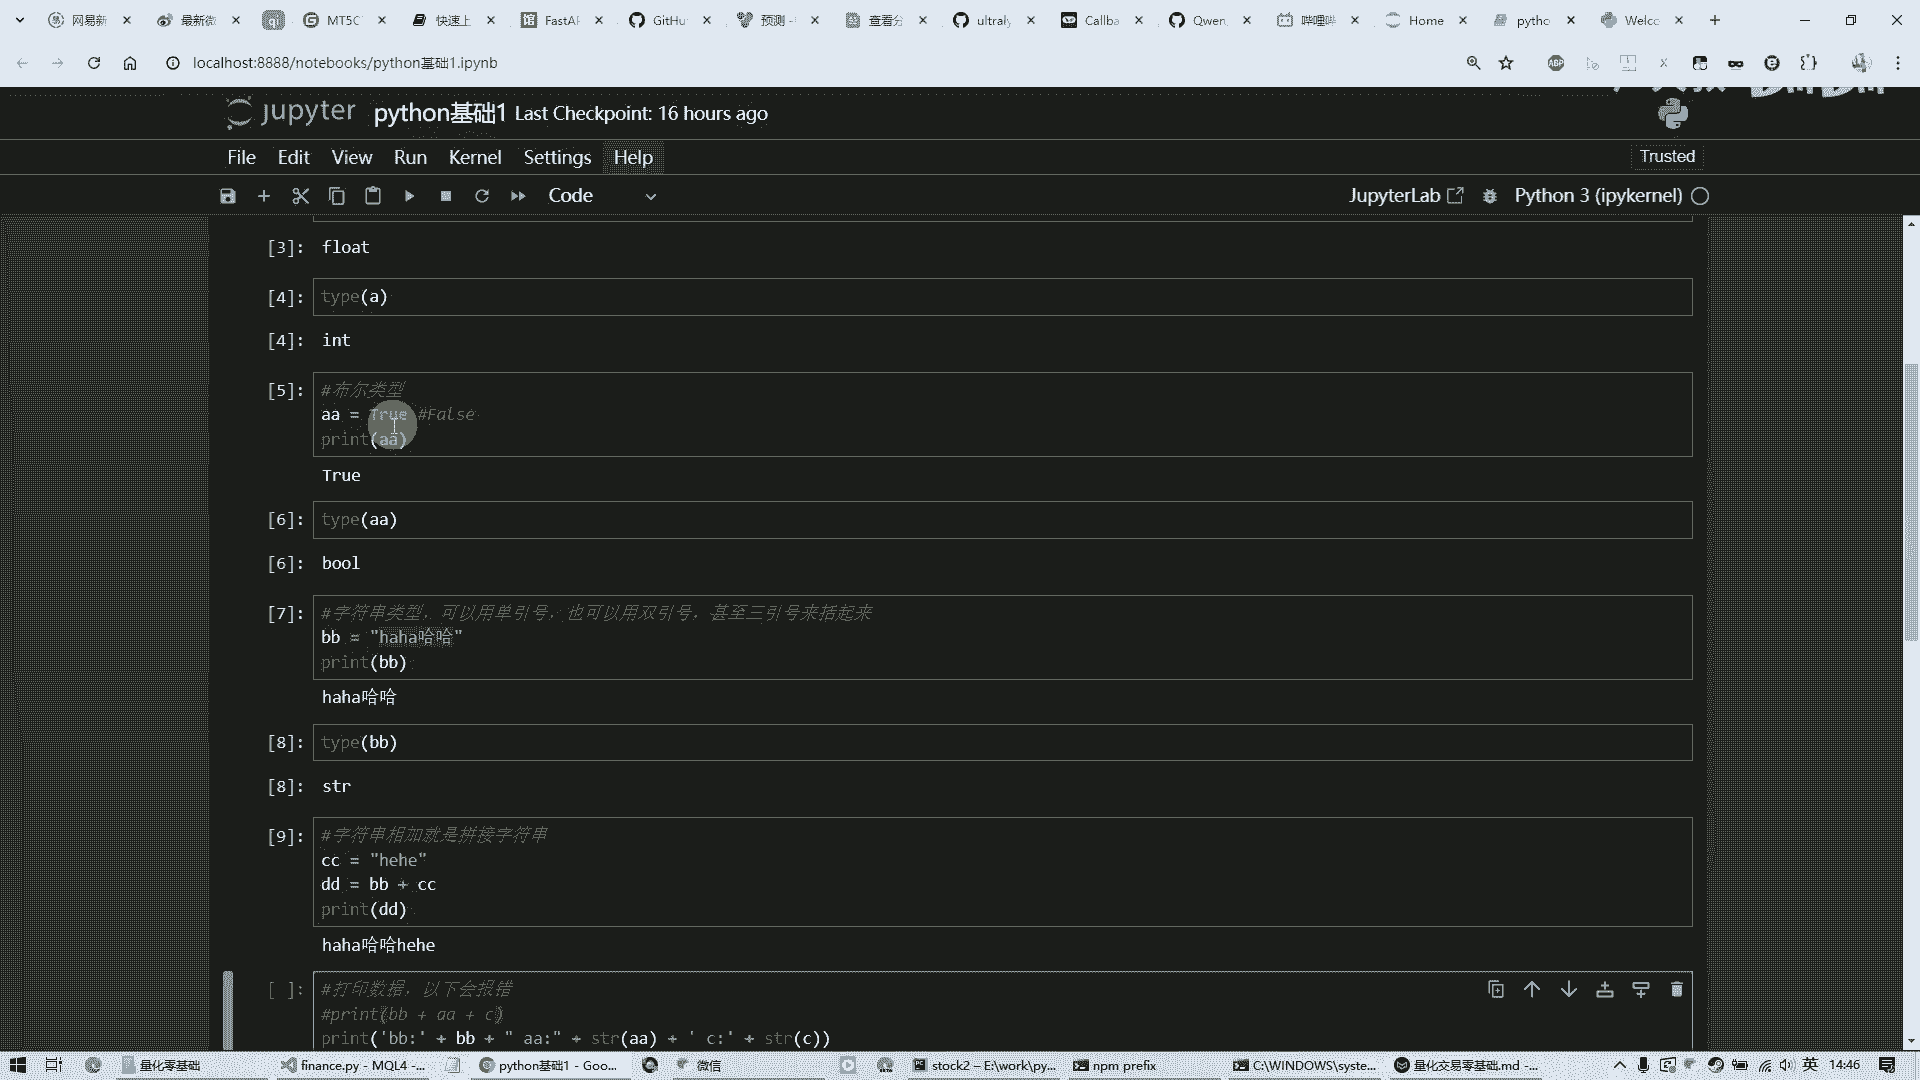 网易新 最新微 qi MT5C 快速上 FastAP GitHu 预测 - 查看分 ultraly Callba Qwen 哔哩哔 Home pytho Welco
localhost:8888/notebooks/python基础1.ipynb
jupyter python基础1 Last Checkpoint: 16 hours ago
File Edit View Run Kernel Settings Help Trusted
Code JupyterLab Python 3 (ipykernel)
[3]: float
[4]: type(a)
[4]: int
[5]: #布尔类型
aa = True #False
print(aa)
True
[6]: type(aa)
[6]: bool
[7]: #字符串类型，可以用单引号，也可以用双引号，甚至三引号来括起来
bb = "haha哈哈"
print(bb)
haha哈哈
[8]: type(bb)
[8]: str
[9]: #字符串相加就是拼接字符串
cc = "hehe"
dd = bb + cc
print(dd)
haha哈哈hehe
[ ]: #打印数据，以下会报错
#print(bb + aa + c)
print('bb:' + bb + " aa:" + str(aa) + ' c:' + str(c))
量化零基础 finance.py - MQL4 -... python基础1 - Goo... 微信 stock2 – E:\work\py... npm prefix C:\WINDOWS\syste... 量化交易零基础.md -... 英 14:46